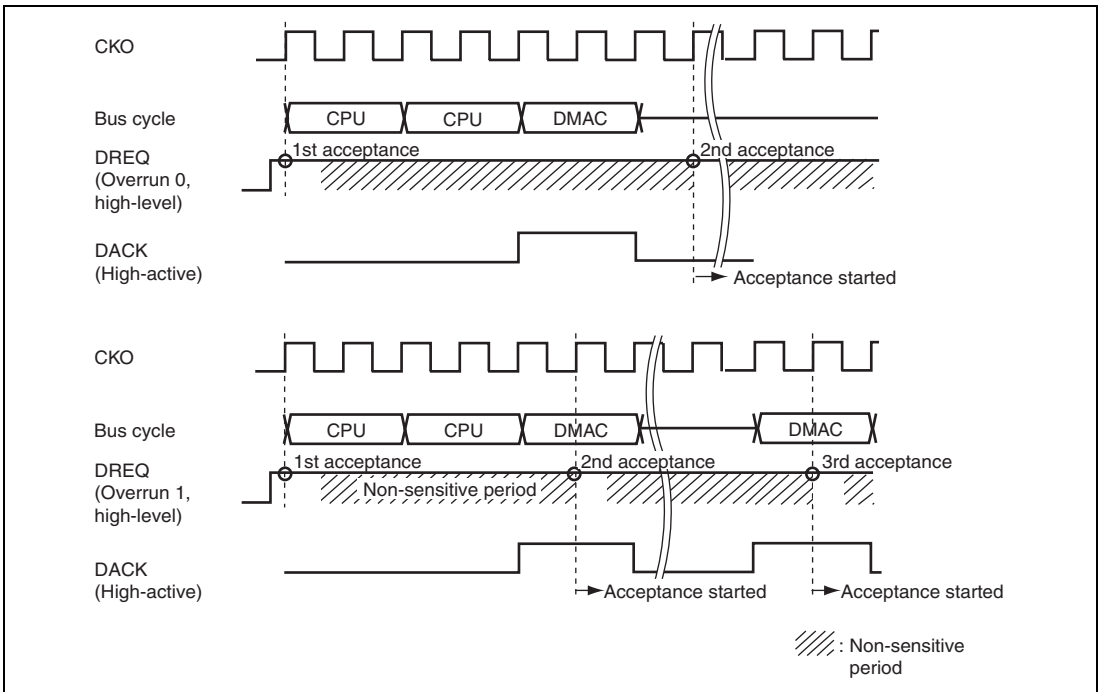 CKO
Bus cycle
CPU
CPU
DMAC
DREQ
(Overrun 0,
high-level)
1st acceptance
2nd acceptance
DACK
(High-active)
Acceptance started
CKO
Bus cycle
CPU
CPU
DMAC
DMAC
DREQ
(Overrun 1,
high-level)
1st acceptance
2nd acceptance
3rd acceptance
Non-sensitive period
DACK
(High-active)
Acceptance started
Acceptance started
: Non-sensitive
period